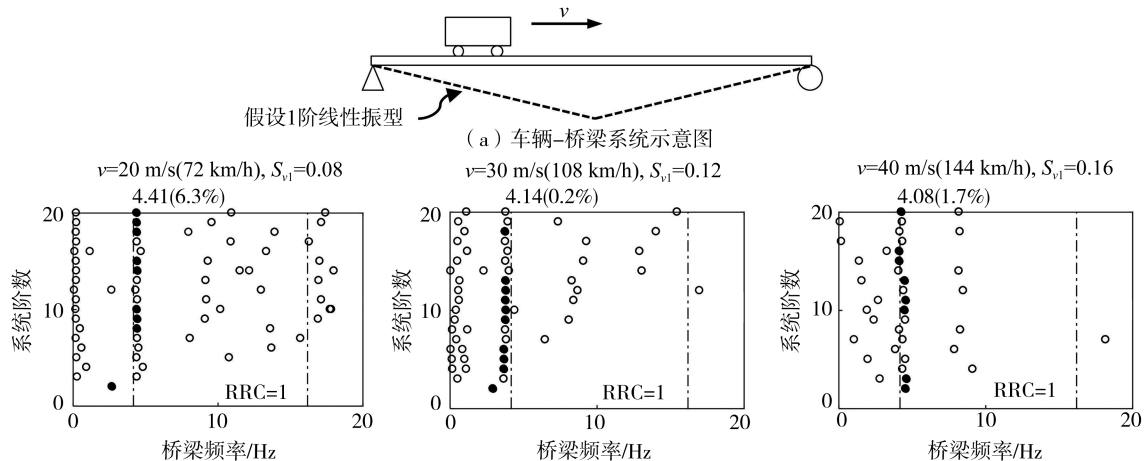 v
假设1阶线性振型
（a）车辆-桥梁系统示意图
v=20 m/s(72 km/h), Sv1=0.08
4.41(6.3%)
20
10
0
系统阶数
RRC=1
0
10
20
桥梁频率/Hz
v=30 m/s(108 km/h), Sv1=0.12
4.14(0.2%)
20
10
0
系统阶数
RRC=1
0
10
20
桥梁频率/Hz
v=40 m/s(144 km/h), Sv1=0.16
4.08(1.7%)
20
10
0
系统阶数
RRC=1
0
10
20
桥梁频率/Hz